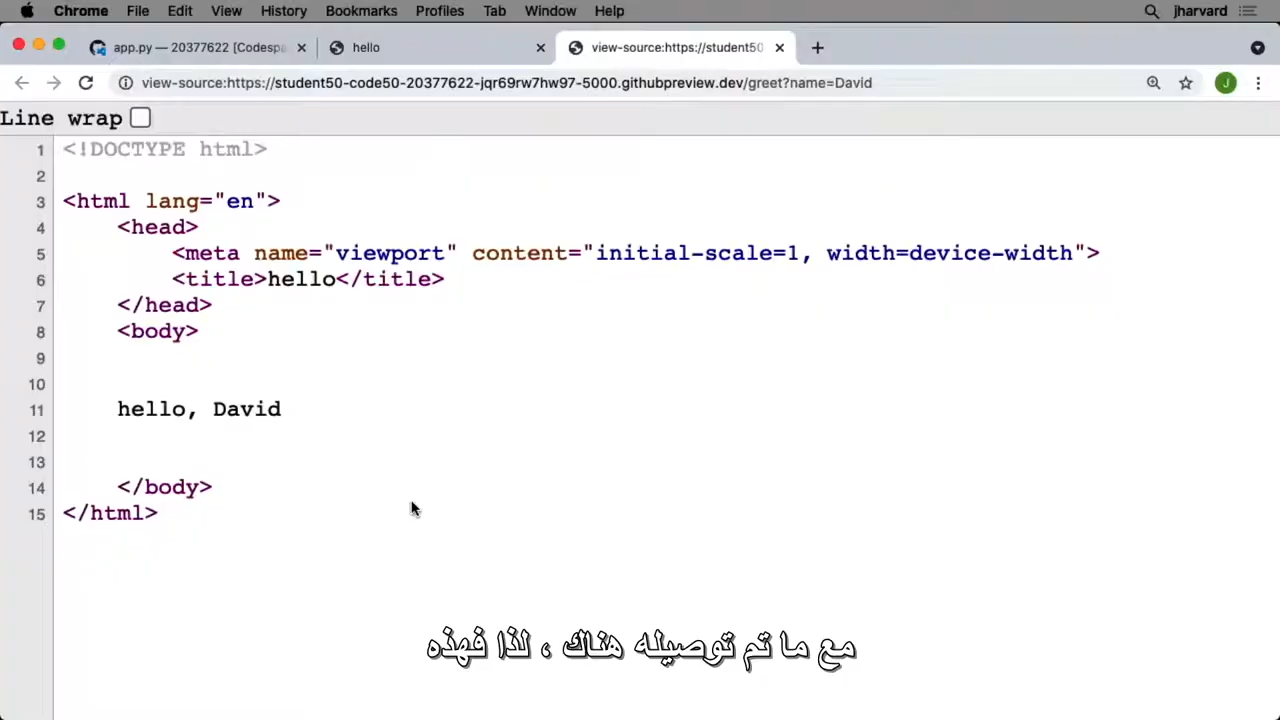 Chrome File Edit View History Bookmarks Profiles Tab Window Help jharvard
app.py — 20377622 [Codespa hello view-source:https://student50
view-source:https://student50-code50-20377622-jqr69rw7hw97-5000.githubpreview.dev/greet?name=David J
Line wrap
1 <!DOCTYPE html>
2
3 <html lang="en">
4 <head>
5 <meta name="viewport" content="initial-scale=1, width=device-width">
6 <title>hello</title>
7 </head>
8 <body>
9
10
11 hello, David
12
13
14 </body>
15 </html>
مع ما تم توصيله هناك ، لذا فهذه